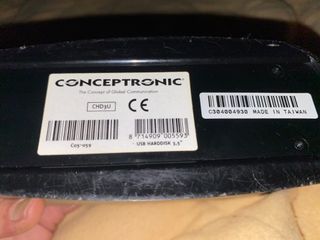 CONCEPTRONIC
The Concept of Global Communication
CHD3U
CE
C05-059
8 714909 005593
USB HARDDISK 3,5"
C304004930 MADE IN TAIWAN